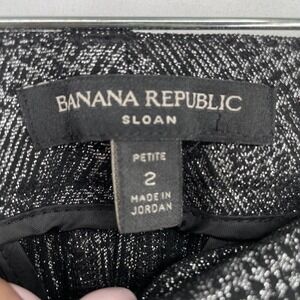 BANANA REPUBLIC
SLOAN
PETITE
2
MADE IN
JORDAN